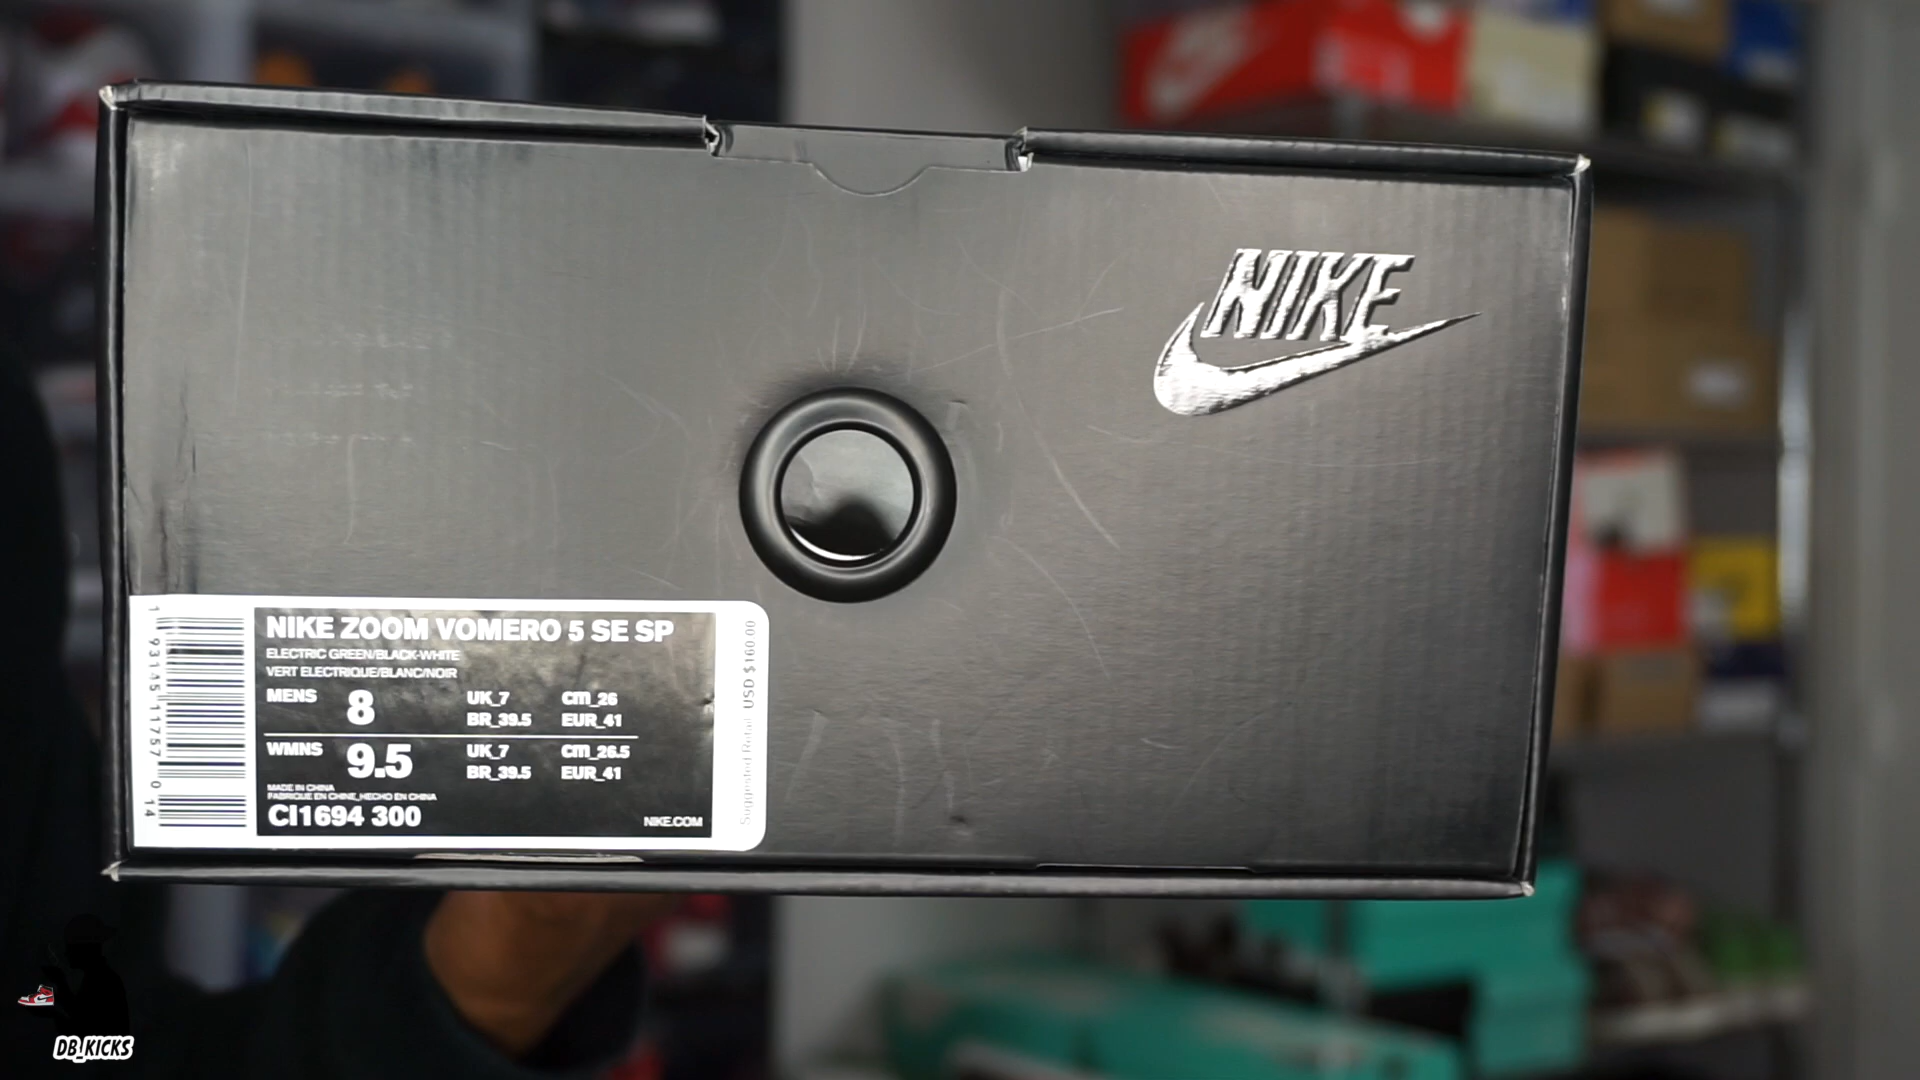 NIKE
NIKE ZOOM VOMERO 5 SE SP
ELECTRIC GREEN/BLACK-WHITE
VERT ELECTRIQUE/BLANC/NOIR
MENS 8 UK_7 CM_26
BR_39.5 EUR_41
WMNS 9.5 UK_7 CM_26.5
BR_39.5 EUR_41
MADE IN CHINA
FABRIQUE EN CHINE_HECHO EN CHINA
CI1694 300
NIKE.COM
1 93145 11757 0 14
Suggested Retail USD $160.00
DB_KICKS